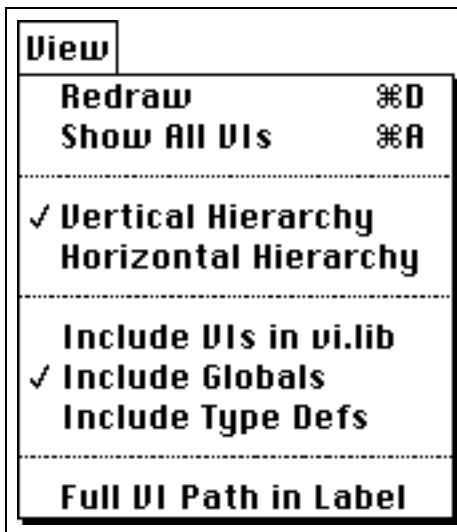 View
Redraw ⌘D
Show All VIs ⌘A
✓ Vertical Hierarchy
Horizontal Hierarchy
Include VIs in vi.lib
✓ Include Globals
Include Type Defs
Full VI Path in Label